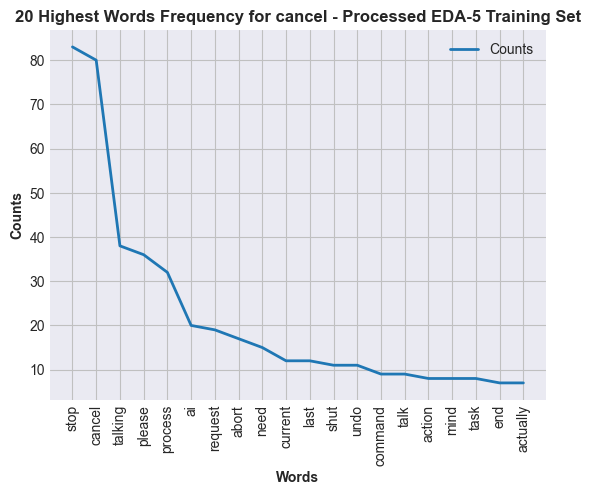 20 Highest Words Frequency for cancel - Processed EDA-5 Training Set
Counts
80
70
60
50
40
30
20
10
Counts
stop
cancel
talking
please
process
ai
request
abort
need
current
last
shut
undo
command
talk
action
mind
task
end
actually
Words